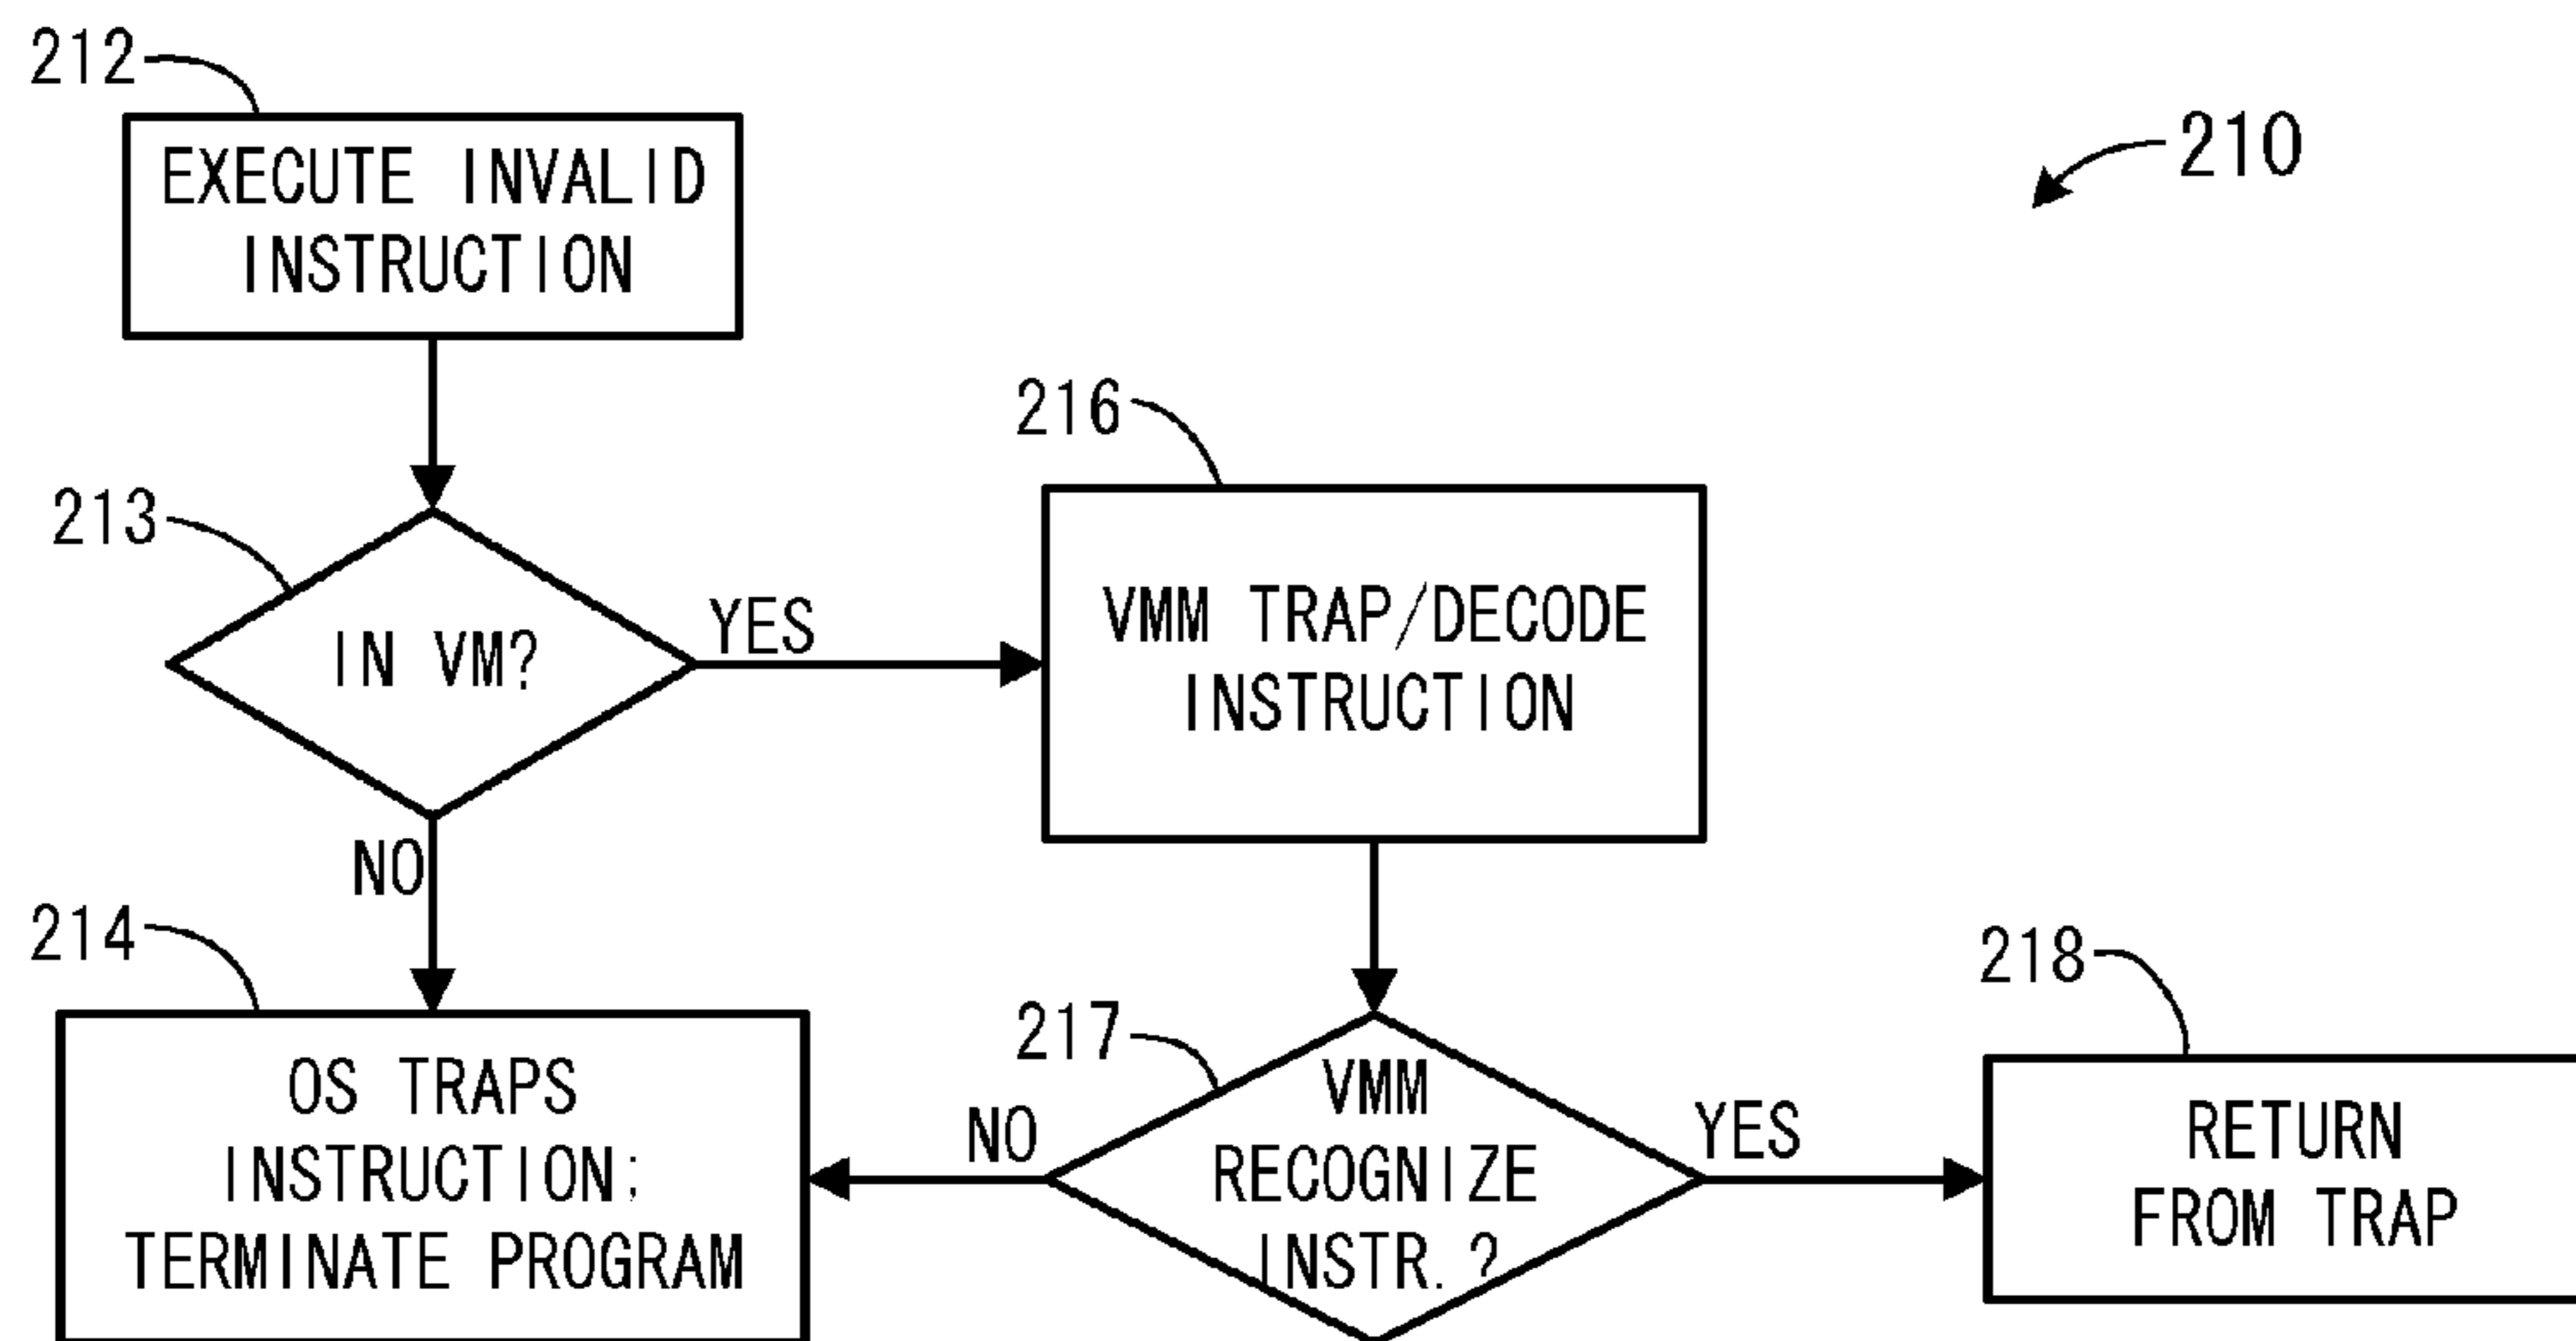 212
EXECUTE INVALID
INSTRUCTION
210
213
IN VM?
YES
NO
216
VMM TRAP/DECODE
INSTRUCTION
214
OS TRAPS
INSTRUCTION;
TERMINATE PROGRAM
217
VMM
RECOGNIZE
INSTR.?
NO
YES
218
RETURN
FROM TRAP